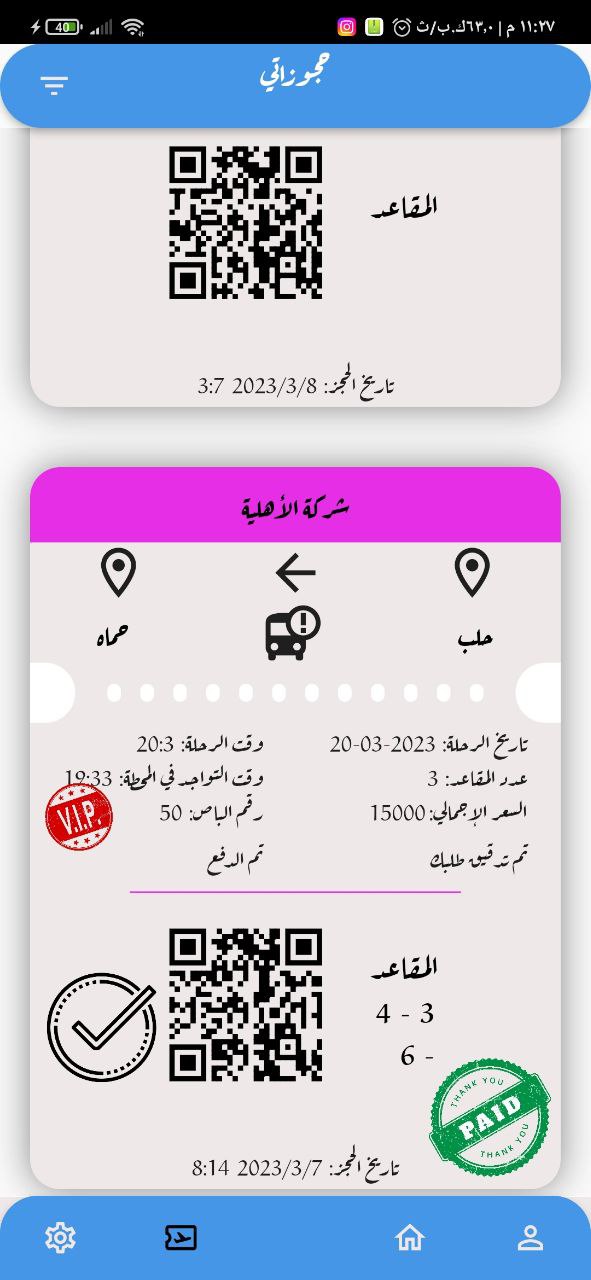 ١١:٢٧ م | ٦٣,٠ك.ب/ث
40
حجوزاتي
المقاعد
تاريخ الحجز: 2023/3/8 3:7
شركة الأهلية
حلب
حماه
تاريخ الرحلة: 2023-03-20
وقت الرحلة: 20:3
عدد المقاعد: 3
وقت التواجد في المحطة: 19:33
السعر الإجمالي: 15000
رقم الباص: 50
V.I.P.
تم تدقيق طلبك
تم الدفع
المقاعد
3 - 4
- 6
THANK YOU
PAID
THANK YOU
تاريخ الحجز: 2023/3/7 8:14